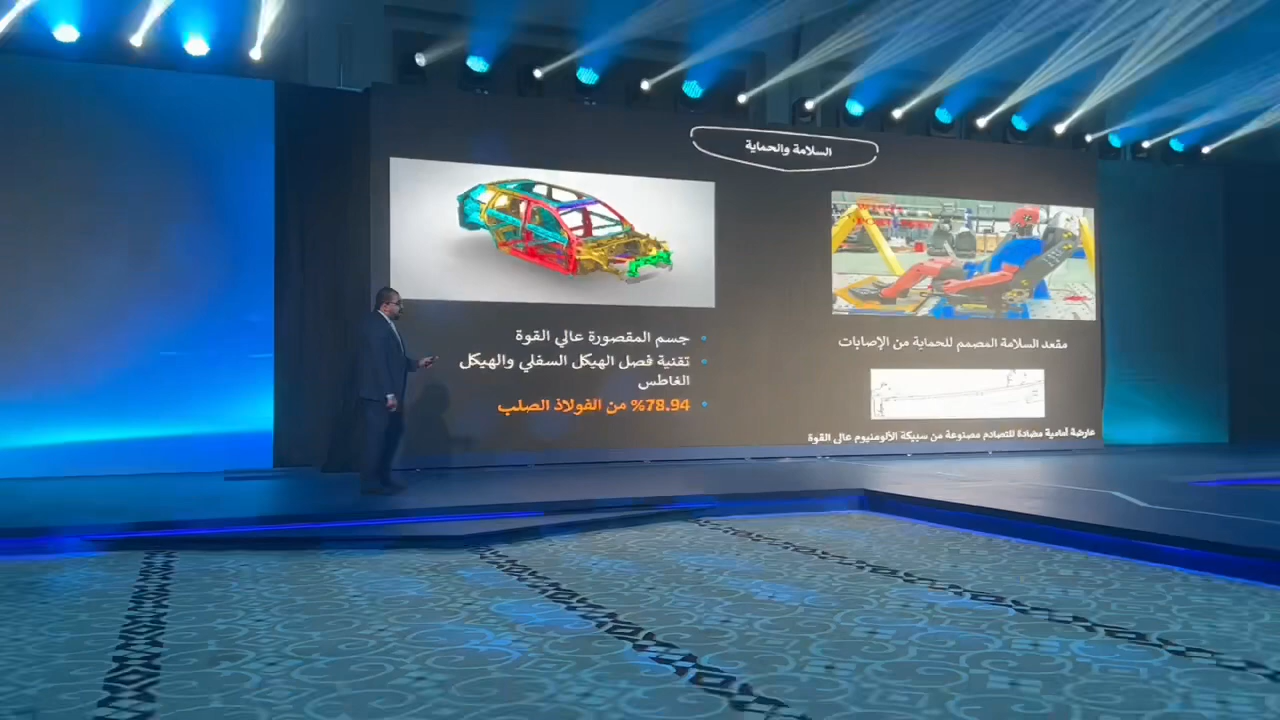 السلامة والحماية
مقعد السلامة المصمم للحماية من الإصابات
عارضة أمامية مضادة للتصادم مصنوعة من سبيكة الألومنيوم عالي القوة
جسم المقصورة عالي القوة
تقنية فصل الهيكل السفلي والهيكل
الغاطس
%78.94 من الفولاذ الصلب